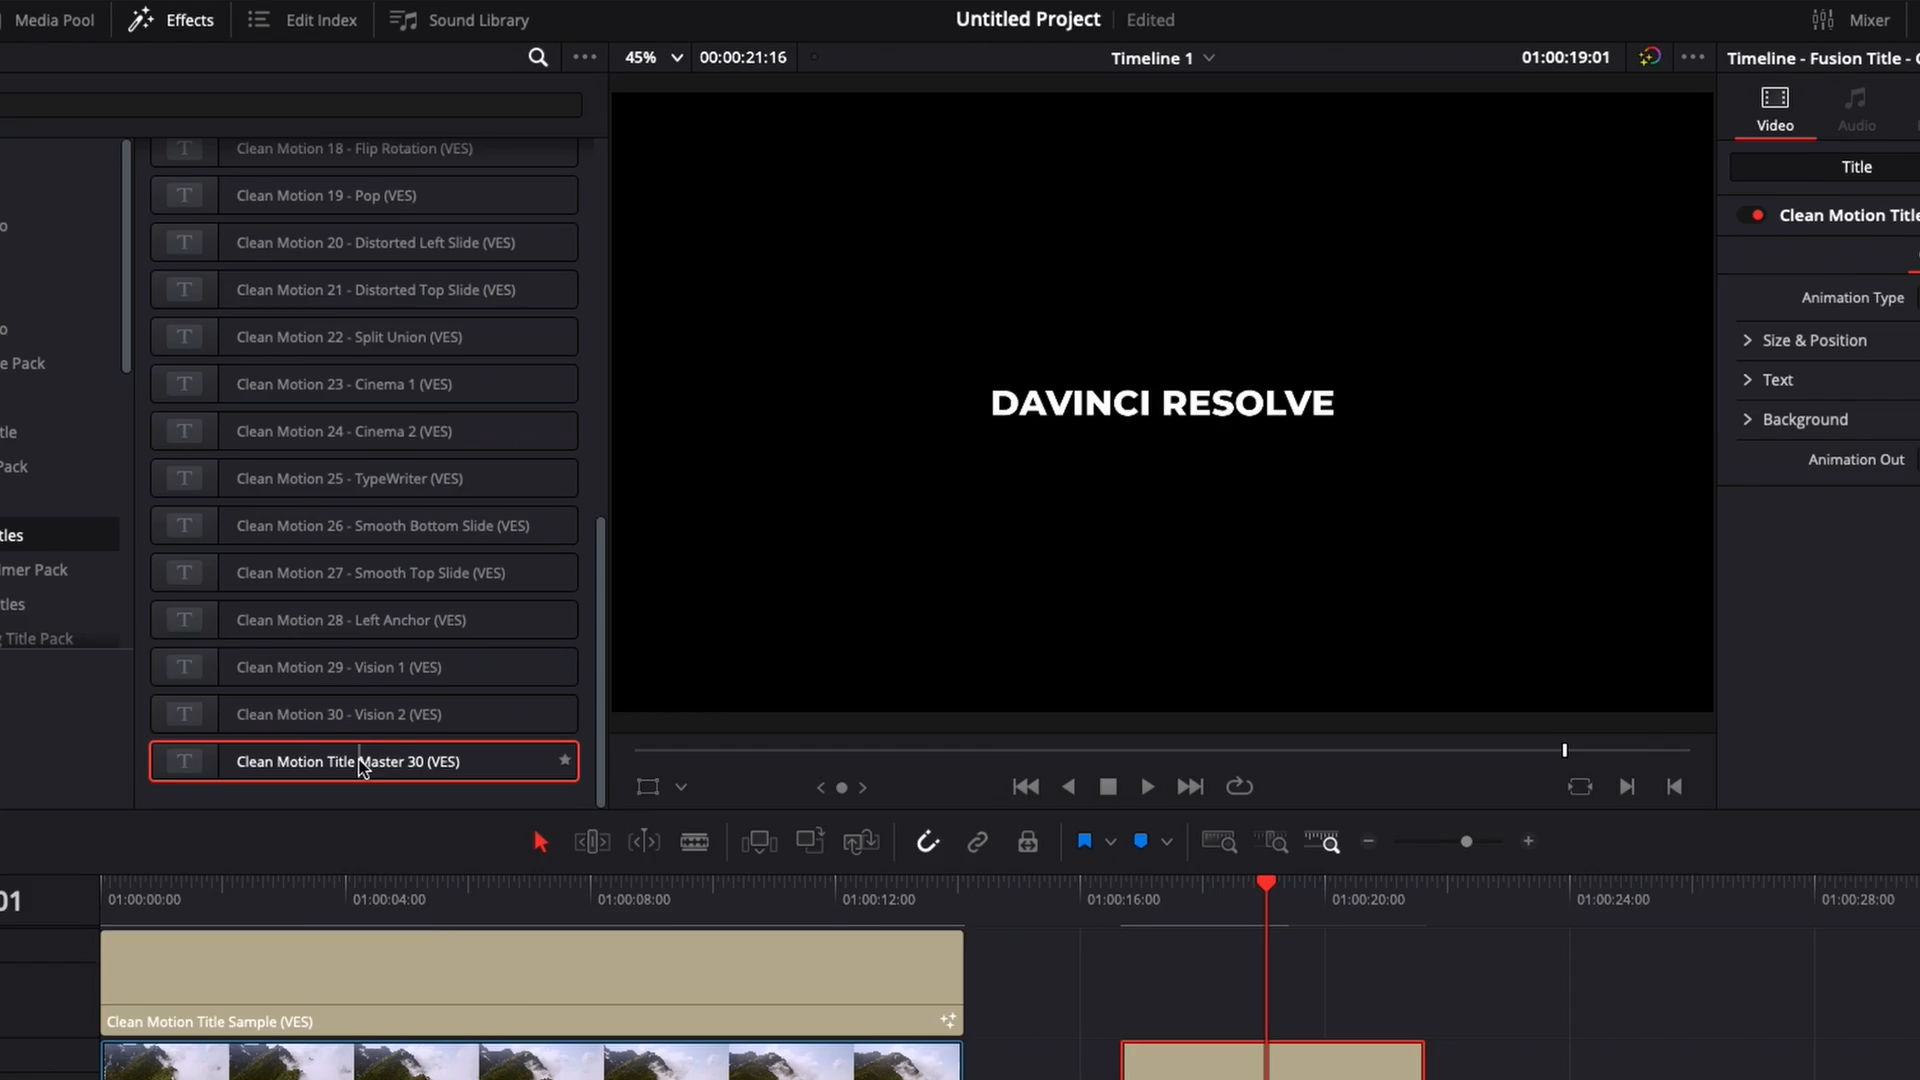 Media Pool
Effects
Edit Index
Sound Library
Untitled Project
Edited
Mixer
45%
00:00:21:16
Timeline 1
01:00:19:01
Timeline - Fusion Title -
Video
Audio
Title
Clean Motion Title
Animation Type
Size & Position
Text
Background
Animation Out
o
o
e Pack
tle
Pack
tles
mer Pack
tles
Title Pack
Clean Motion 18 - Flip Rotation (VES)
Clean Motion 19 - Pop (VES)
Clean Motion 20 - Distorted Left Slide (VES)
Clean Motion 21 - Distorted Top Slide (VES)
Clean Motion 22 - Split Union (VES)
Clean Motion 23 - Cinema 1 (VES)
Clean Motion 24 - Cinema 2 (VES)
Clean Motion 25 - TypeWriter (VES)
Clean Motion 26 - Smooth Bottom Slide (VES)
Clean Motion 27 - Smooth Top Slide (VES)
Clean Motion 28 - Left Anchor (VES)
Clean Motion 29 - Vision 1 (VES)
Clean Motion 30 - Vision 2 (VES)
Clean Motion Title Master 30 (VES)
DAVINCI RESOLVE
01
01:00:00:00
01:00:04:00
01:00:08:00
01:00:12:00
01:00:16:00
01:00:20:00
01:00:24:00
01:00:28:00
Clean Motion Title Sample (VES)